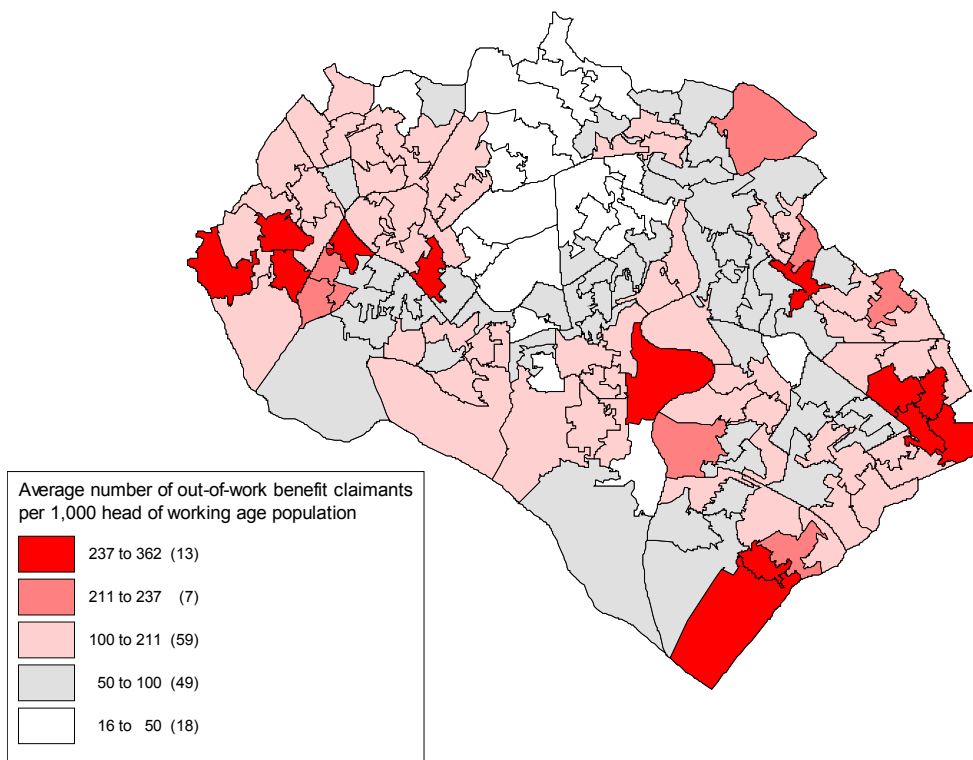 Average number of out-of-work benefit claimants
per 1,000 head of working age population
237 to 362 (13)
211 to 237 (7)
100 to 211 (59)
50 to 100 (49)
16 to 50 (18)